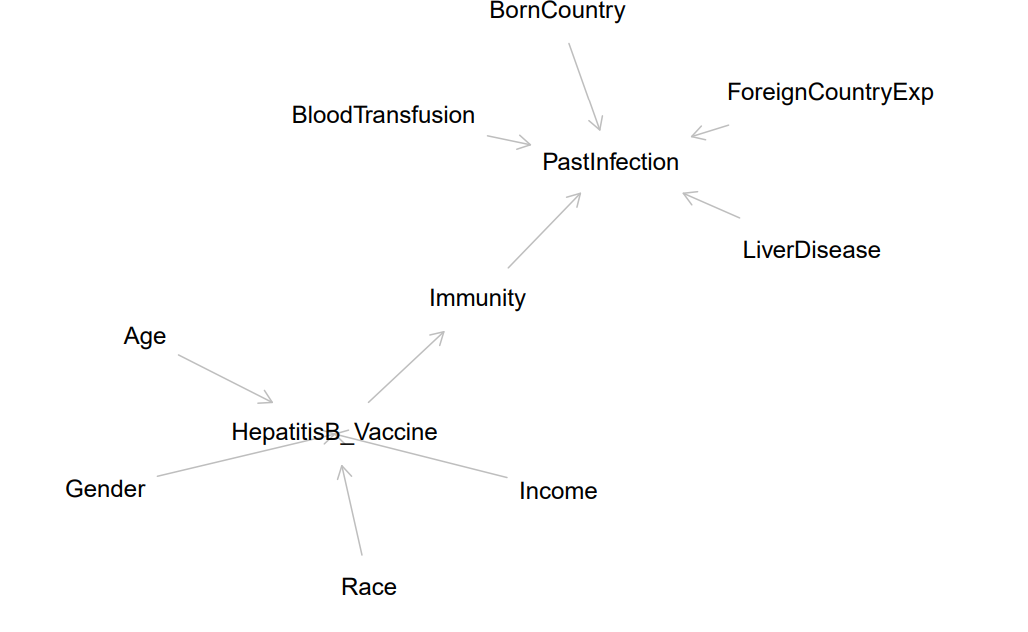 BornCountry
ForeignCountryExp
BloodTransfusion
PastInfection
LiverDisease
Immunity
Age
HepatitisB_Vaccine
Gender
Income
Race